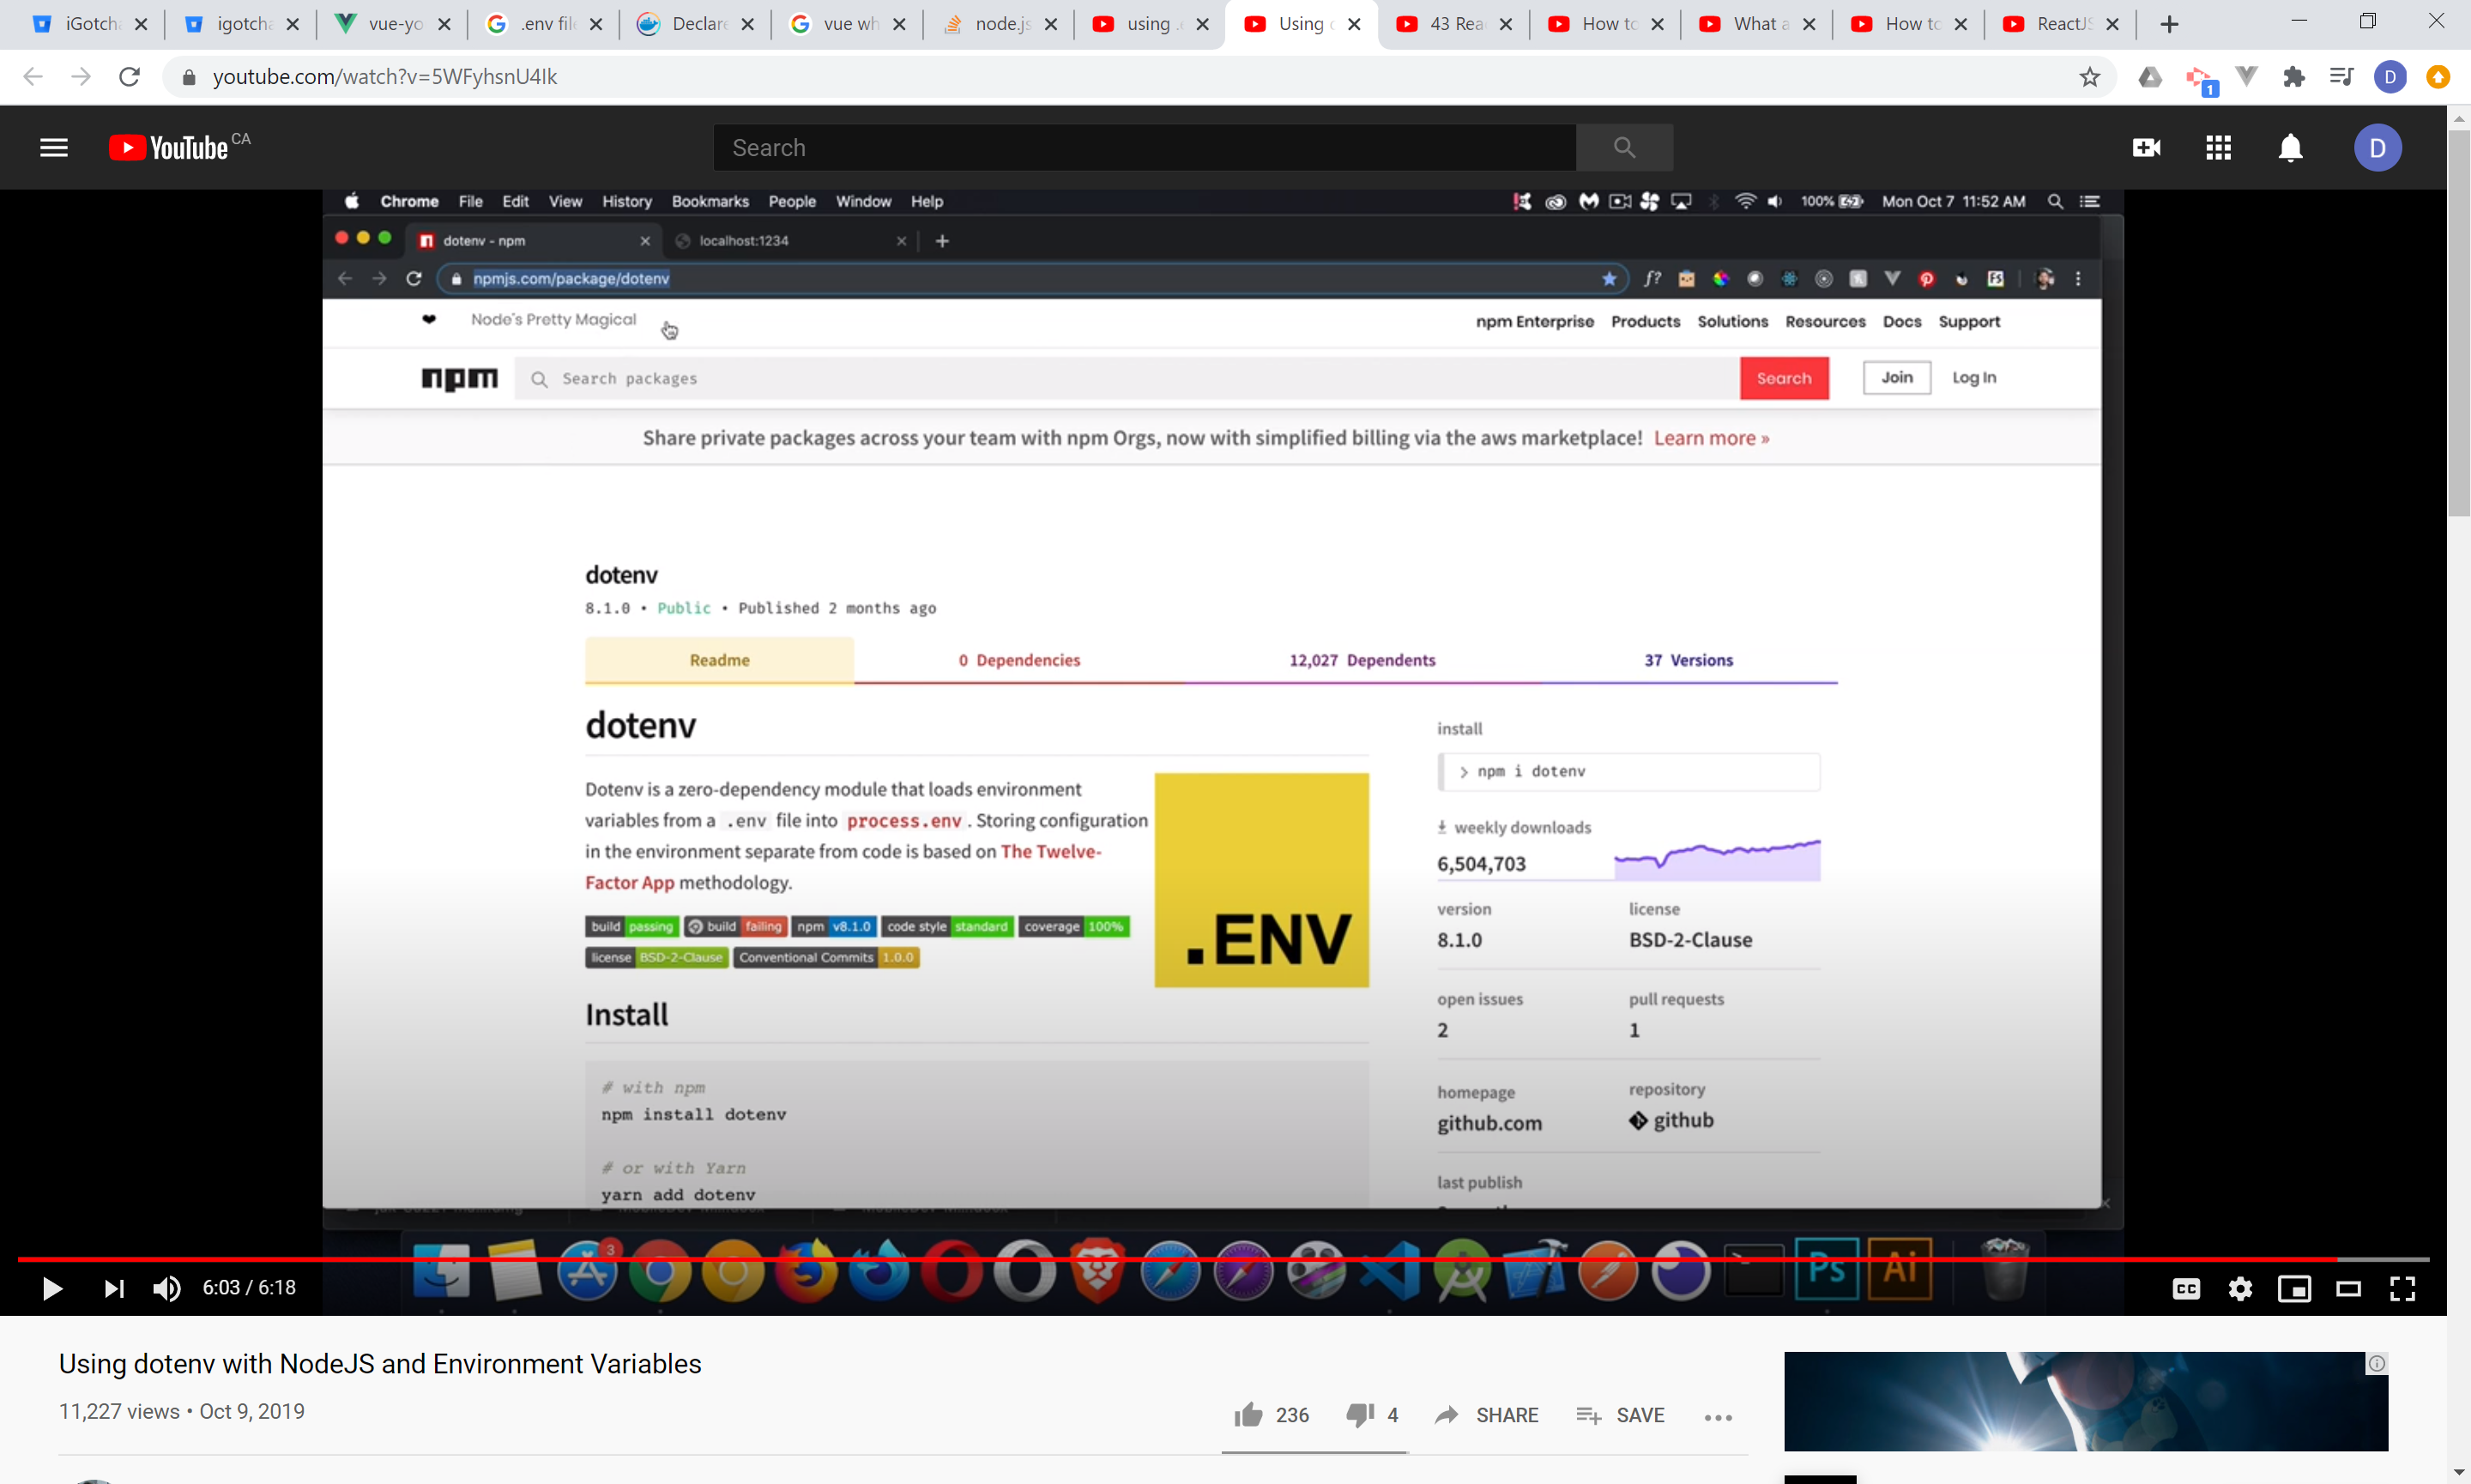 iGotch igotch vue-yo .env file Declare vue wh node.js using . Using 43 Rea How to What a How to ReactJS
youtube.com/watch?v=5WFyhsnU4Ik
1
D
YouTube CA
Search
D
Chrome File Edit View History Bookmarks People Window Help
100% Mon Oct 7 11:52 AM
dotenv - npm
localhost:1234
npmjs.com/package/dotenv
f?
Node's Pretty Magical
npm Enterprise Products Solutions Resources Docs Support
npm
Search packages
Search
Join
Log In
Share private packages across your team with npm Orgs, now with simplified billing via the aws marketplace! Learn more »
dotenv
8.1.0 • Public • Published 2 months ago
Readme
0 Dependencies
12,027 Dependents
37 Versions
dotenv
Dotenv is a zero-dependency module that loads environment
variables from a .env file into process.env . Storing configuration
in the environment separate from code is based on The Twelve-
Factor App methodology.
.ENV
build passing build failing npm v8.1.0 code style standard coverage 100%
license BSD-2-Clause Conventional Commits 1.0.0
Install
# with npm
npm install dotenv
# or with Yarn
yarn add dotenv
install
> npm i dotenv
weekly downloads
6,504,703
version
8.1.0
license
BSD-2-Clause
open issues
2
pull requests
1
homepage
github.com
repository
github
last publish
3
Ps
Ai
6:03 / 6:18
CC
Using dotenv with NodeJS and Environment Variables
11,227 views • Oct 9, 2019
236
4
SHARE
SAVE